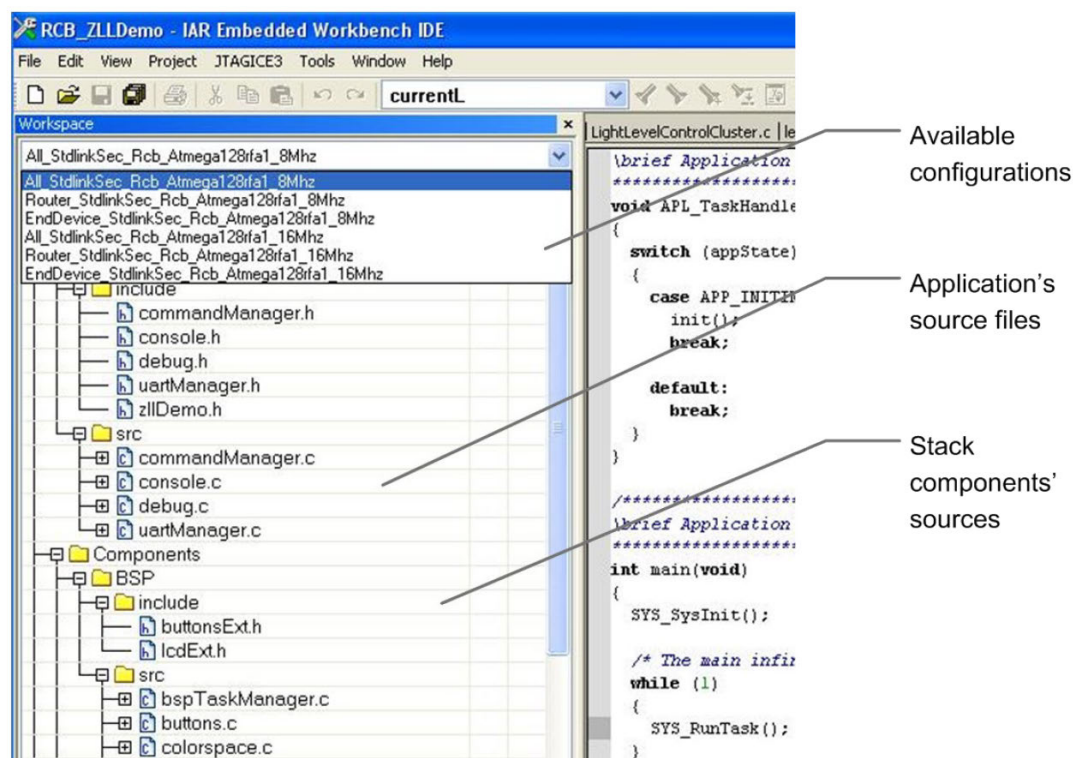 RCB_ZLLDemo - IAR Embedded Workbench IDE
File Edit View Project JTAGICE3 Tools Window Help
currentL
Workspace
×
All_StdlinkSec_Rcb_Atmega128rfa1_8Mhz
All_StdlinkSec_Rcb_Atmega128rfa1_8Mhz
Router_StdlinkSec_Rcb_Atmega128rfa1_8Mhz
EndDevice_StdlinkSec_Rcb_Atmega128rfa1_8Mhz
All_StdlinkSec_Rcb_Atmega128rfa1_16Mhz
Router_StdlinkSec_Rcb_Atmega128rfa1_16Mhz
EndDevice_StdlinkSec_Rcb_Atmega128rfa1_16Mhz
include
commandManager.h
console.h
debug.h
uartManager.h
zllDemo.h
src
commandManager.c
console.c
debug.c
uartManager.c
Components
BSP
include
buttonsExt.h
lcdExt.h
src
bspTaskManager.c
buttons.c
colorspace.c
LightLevelControlCluster.c | le
\brief Application
*******************
void APL_TaskHandle
{
switch (appState)
{
case APP_INITIN
init();
break;
default:
break;
}
}
/******************
\brief Application
*******************
int main(void)
{
SYS_SysInit();
/* The main infin
while (1)
{
SYS_RunTask();
}
Available
configurations
Application's
source files
Stack
components'
sources